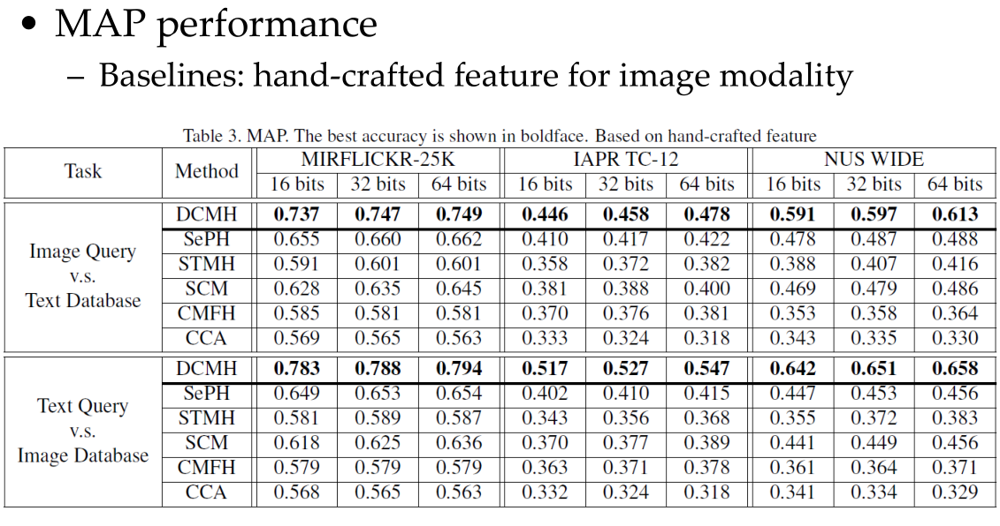 • MAP performance
– Baselines: hand-crafted feature for image modality
Table 3. MAP. The best accuracy is shown in boldface. Based on hand-crafted feature
Task Method MIRFLICKR-25K IAPR TC-12 NUS WIDE
16 bits 32 bits 64 bits 16 bits 32 bits 64 bits 16 bits 32 bits 64 bits
Image Query
v.s.
Text Database
DCMH 0.737 0.747 0.749 0.446 0.458 0.478 0.591 0.597 0.613
SePH 0.655 0.660 0.662 0.410 0.417 0.422 0.478 0.487 0.488
STMH 0.591 0.601 0.601 0.358 0.372 0.382 0.388 0.407 0.416
SCM 0.628 0.635 0.645 0.381 0.388 0.400 0.469 0.479 0.486
CMFH 0.585 0.581 0.581 0.370 0.376 0.381 0.353 0.358 0.364
CCA 0.569 0.565 0.563 0.333 0.324 0.318 0.343 0.335 0.330
Text Query
v.s.
Image Database
DCMH 0.783 0.788 0.794 0.517 0.527 0.547 0.642 0.651 0.658
SePH 0.649 0.653 0.654 0.402 0.410 0.415 0.447 0.453 0.456
STMH 0.581 0.589 0.587 0.343 0.356 0.368 0.355 0.372 0.383
SCM 0.618 0.625 0.636 0.370 0.377 0.389 0.441 0.449 0.456
CMFH 0.579 0.579 0.579 0.363 0.371 0.378 0.361 0.364 0.371
CCA 0.568 0.565 0.563 0.332 0.324 0.318 0.341 0.334 0.329